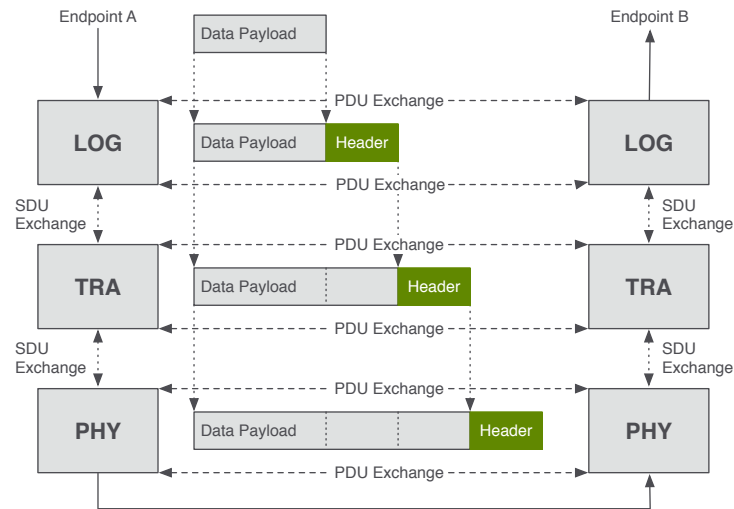 Endpoint A
Endpoint B
Data Payload
PDU Exchange
LOG
Data Payload
Header
LOG
PDU Exchange
SDU
Exchange
SDU
Exchange
PDU Exchange
TRA
Data Payload
Header
TRA
PDU Exchange
SDU
Exchange
SDU
Exchange
PDU Exchange
PHY
Data Payload
Header
PHY
PDU Exchange